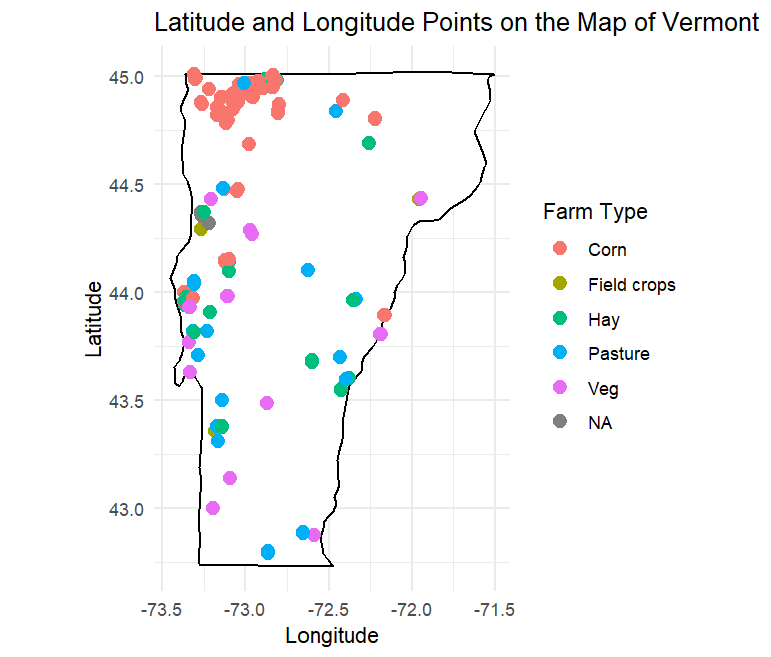 Latitude and Longitude Points on the Map of Vermont
45.0
44.5
44.0
43.5
43.0
Latitude
-73.5 -73.0 -72.5 -72.0 -71.5
Longitude
Farm Type
Corn
Field crops
Hay
Pasture
Veg
NA